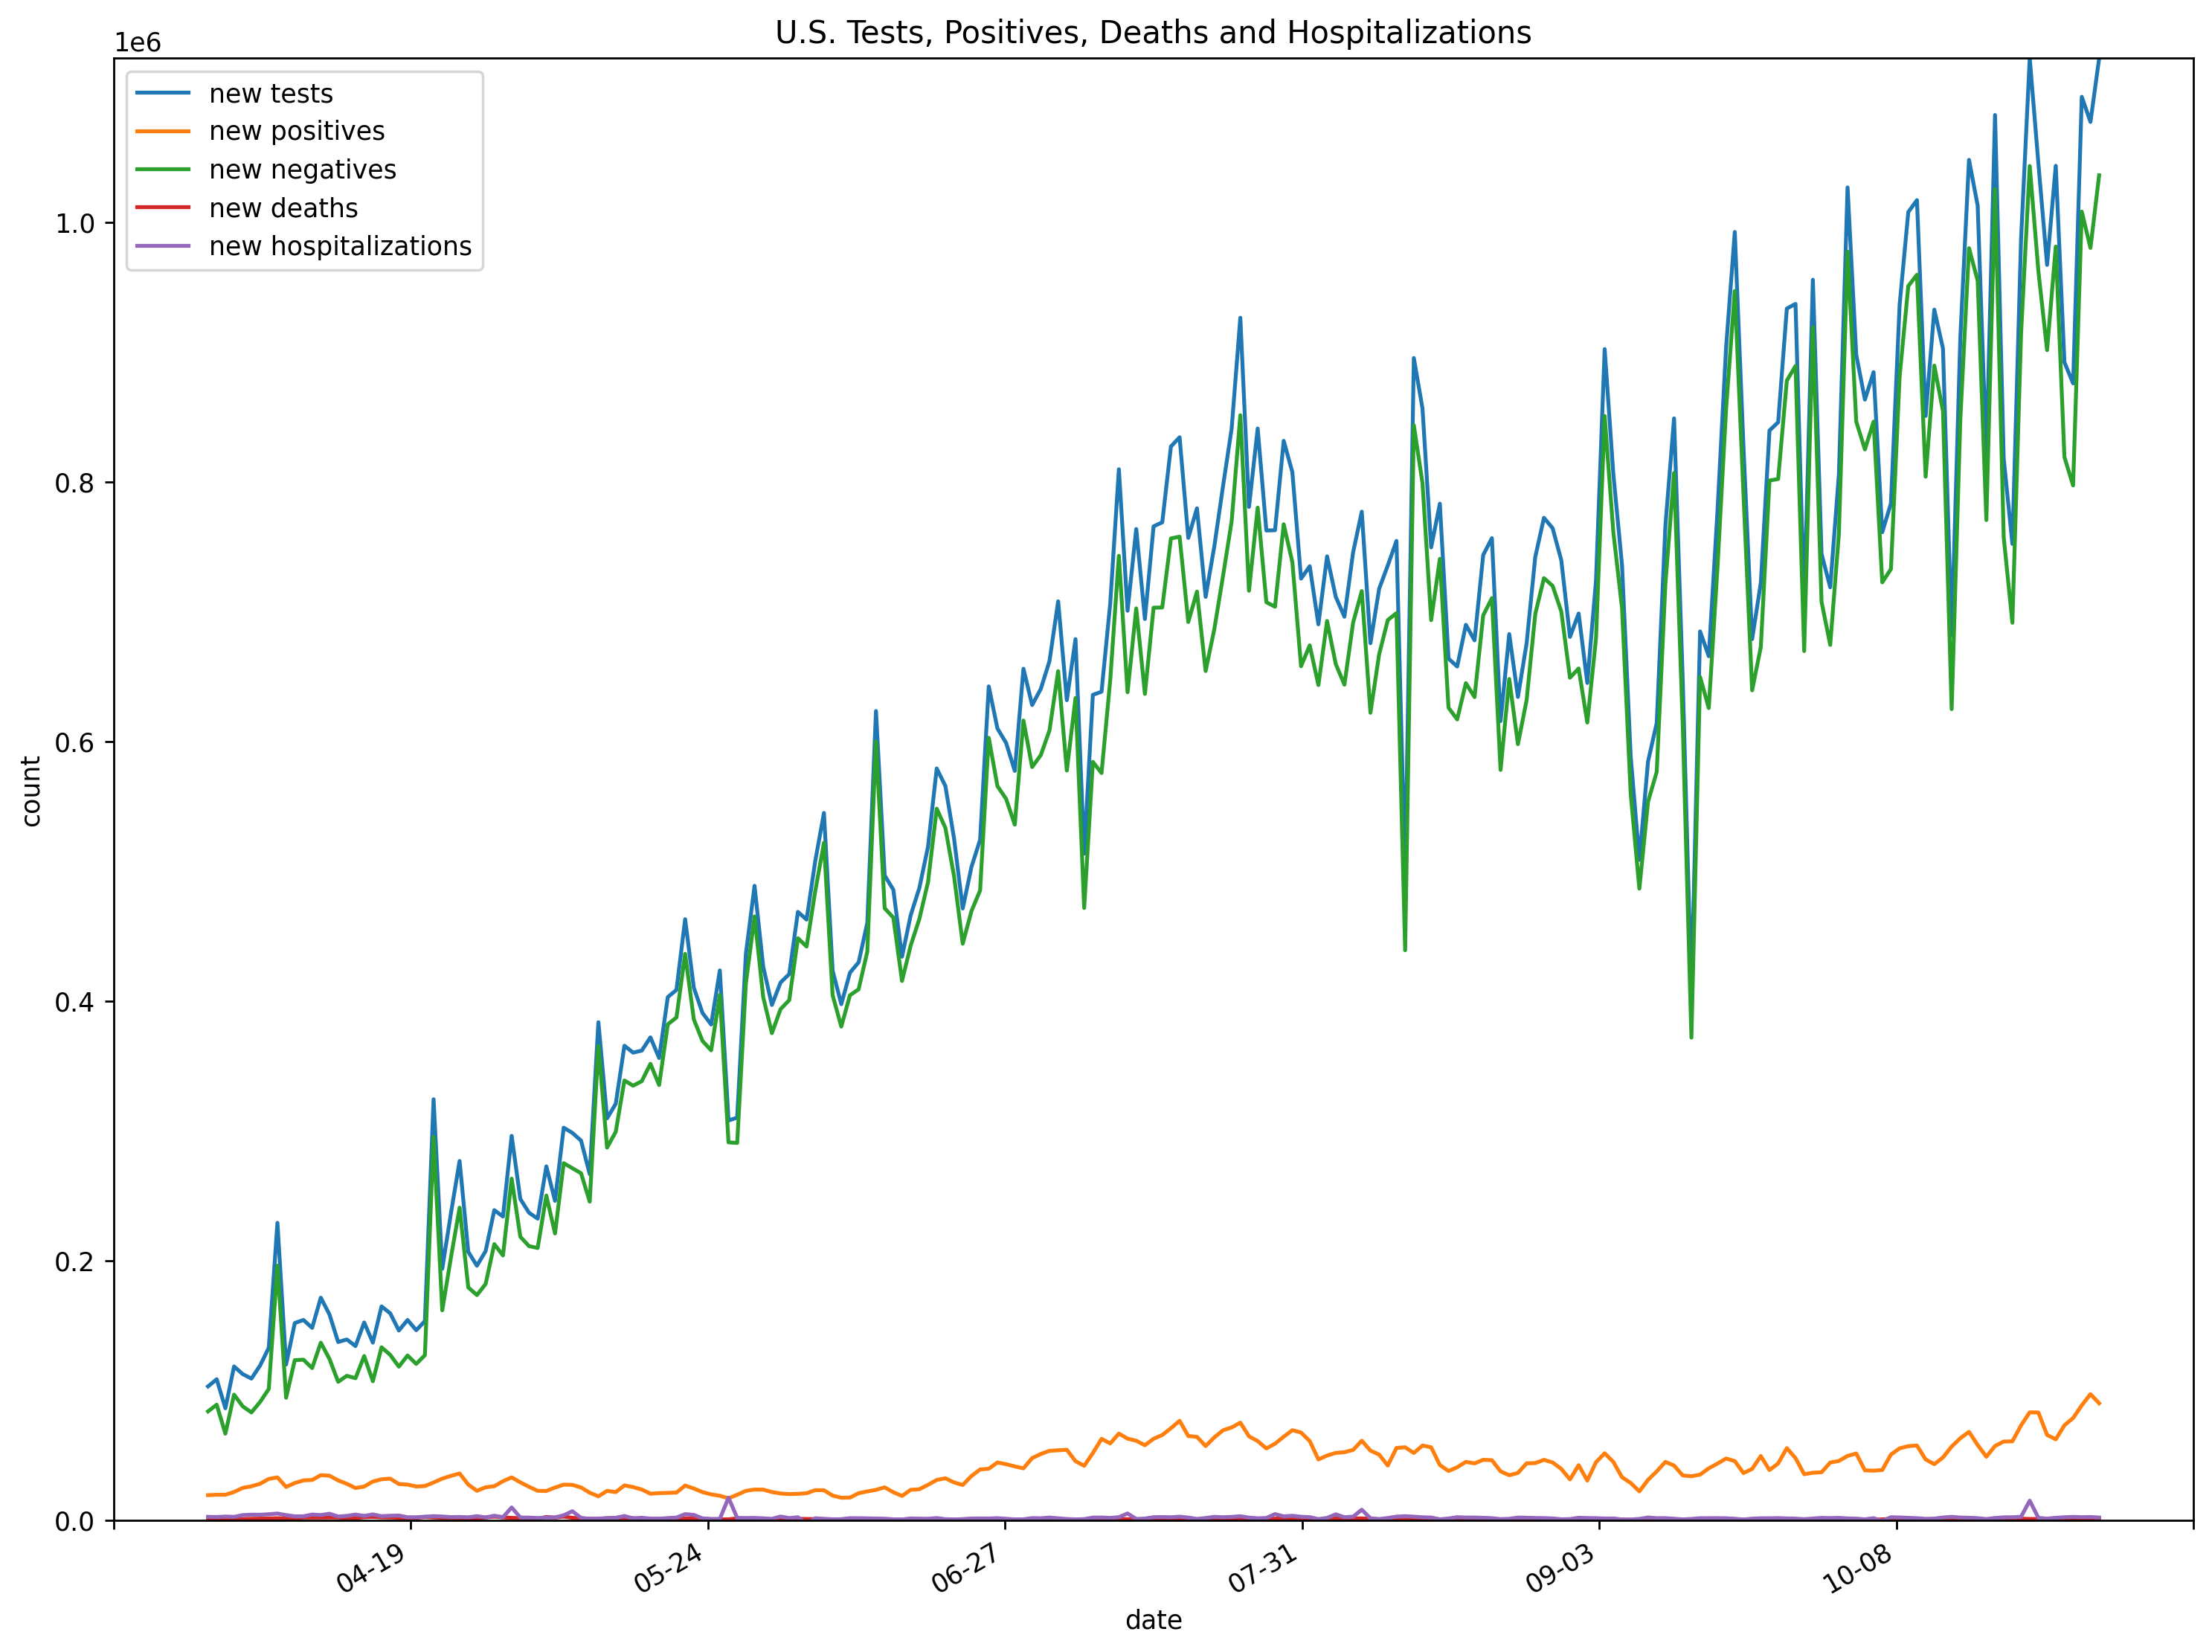 U.S. Tests, Positives, Deaths and Hospitalizations
1e6
new tests
new positives
new negatives
new deaths
new hospitalizations
1.0
0.8
0.6
0.4
0.2
0.0
count
04-19
05-24
06-27
07-31
09-03
10-08
date